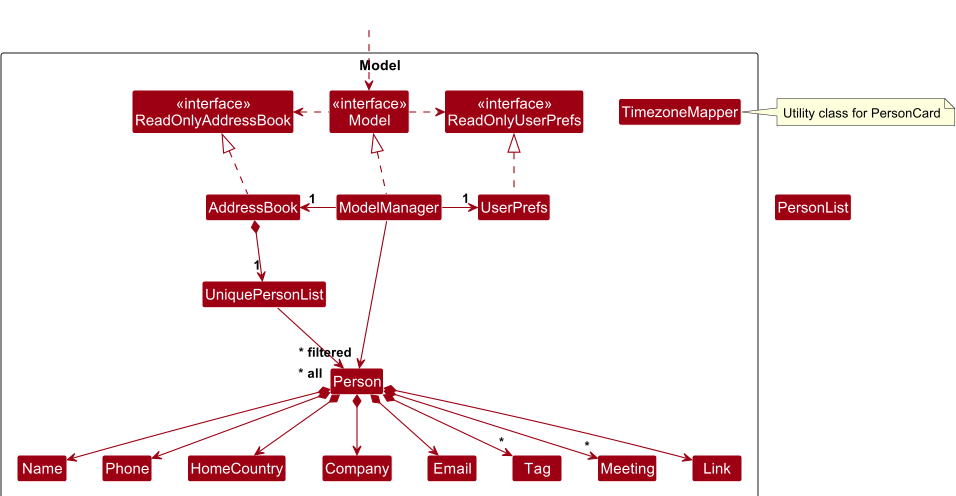 Model
«interface»
ReadOnlyAddressBook
«interface»
Model
«interface»
ReadOnlyUserPrefs
TimezoneMapper
Utility class for PersonCard
AddressBook
1
ModelManager
1
UserPrefs
PersonList
1
UniquePersonList
* filtered
* all
Person
*
*
Name
Phone
HomeCountry
Company
Email
Tag
Meeting
Link